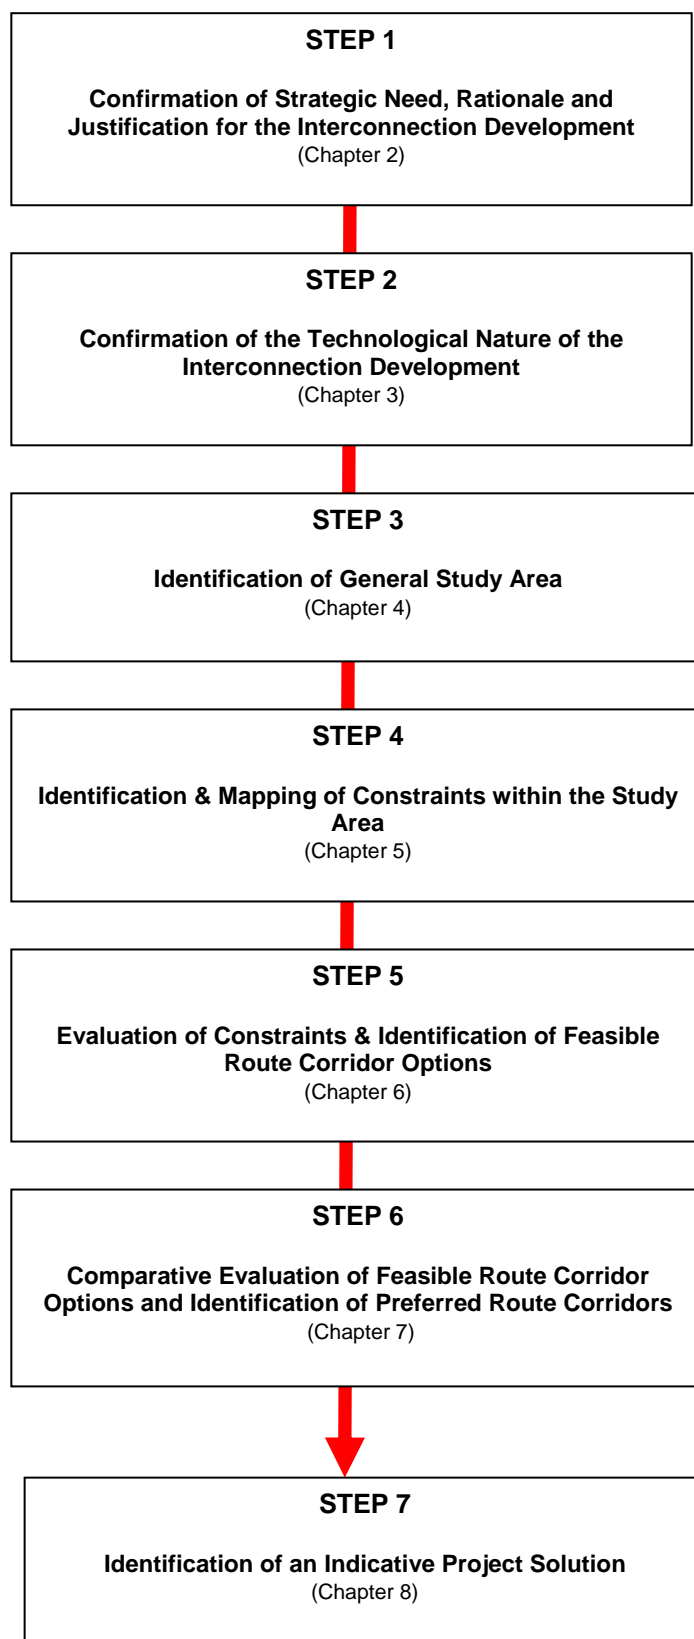 STEP 1
Confirmation of Strategic Need, Rationale and
Justification for the Interconnection Development
(Chapter 2)
STEP 2
Confirmation of the Technological Nature of the
Interconnection Development
(Chapter 3)
STEP 3
Identification of General Study Area
(Chapter 4)
STEP 4
Identification & Mapping of Constraints within the Study
Area
(Chapter 5)
STEP 5
Evaluation of Constraints & Identification of Feasible
Route Corridor Options
(Chapter 6)
STEP 6
Comparative Evaluation of Feasible Route Corridor
Options and Identification of Preferred Route Corridors
(Chapter 7)
STEP 7
Identification of an Indicative Project Solution
(Chapter 8)